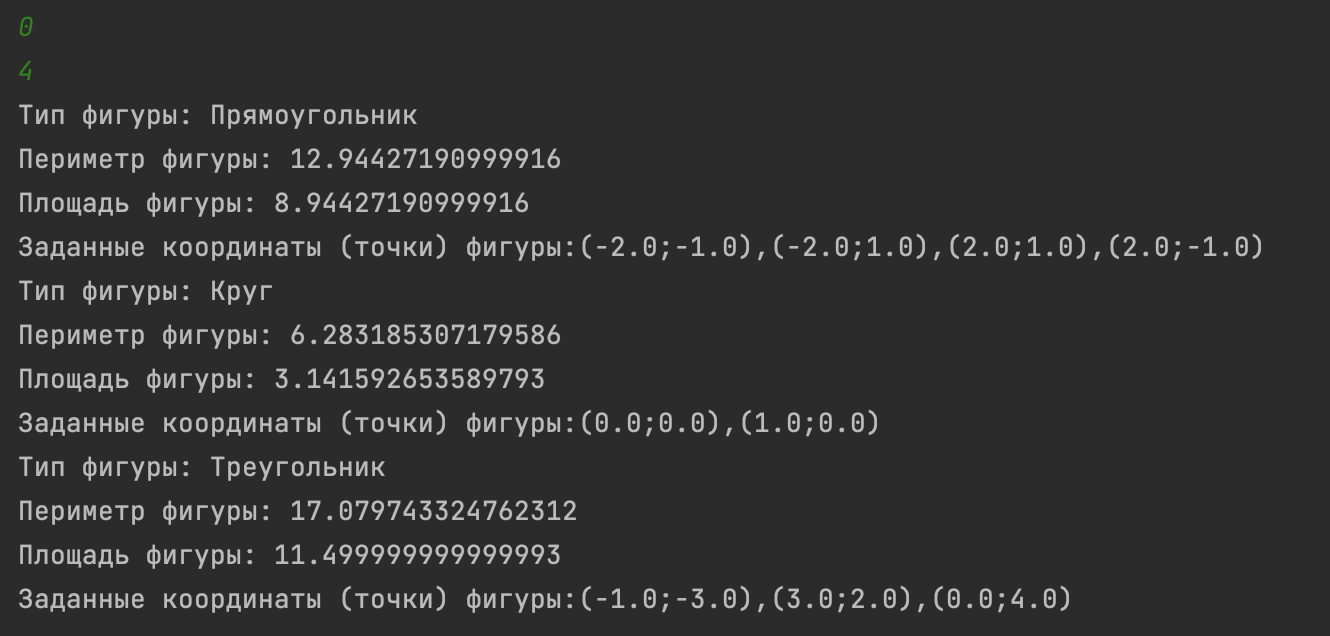 0
4
Тип фигуры: Прямоугольник
Периметр фигуры: 12.94427190999916
Площадь фигуры: 8.94427190999916
Заданные координаты (точки) фигуры:(-2.0;-1.0),(-2.0;1.0),(2.0;1.0),(2.0;-1.0)
Тип фигуры: Круг
Периметр фигуры: 6.283185307179586
Площадь фигуры: 3.141592653589793
Заданные координаты (точки) фигуры:(0.0;0.0),(1.0;0.0)
Тип фигуры: Треугольник
Периметр фигуры: 17.079743324762312
Площадь фигуры: 11.499999999999993
Заданные координаты (точки) фигуры:(-1.0;-3.0),(3.0;2.0),(0.0;4.0)